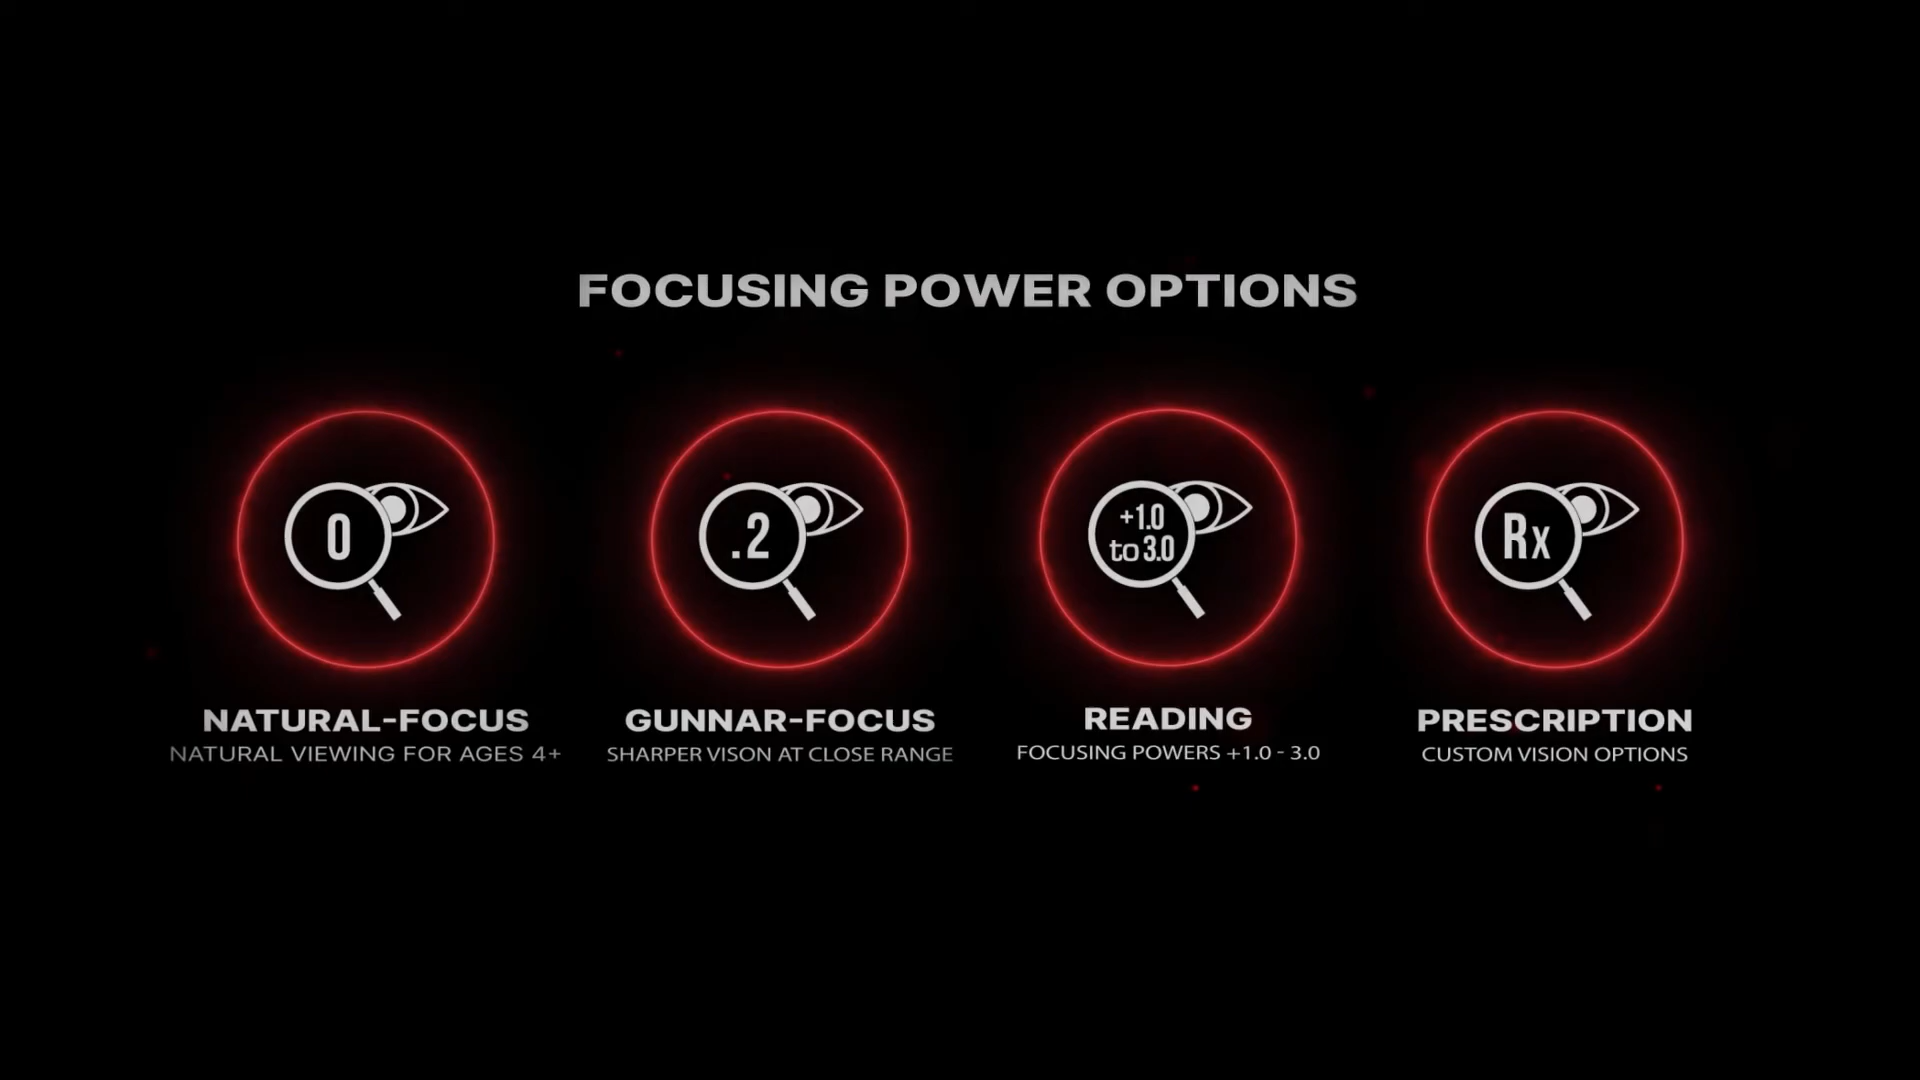 FOCUSING POWER OPTIONS
0
.2
+1.0
to 3.0
Rx
NATURAL-FOCUS
NATURAL VIEWING FOR AGES 4+
GUNNAR-FOCUS
SHARPER VISON AT CLOSE RANGE
READING
FOCUSING POWERS +1.0 - 3.0
PRESCRIPTION
CUSTOM VISION OPTIONS